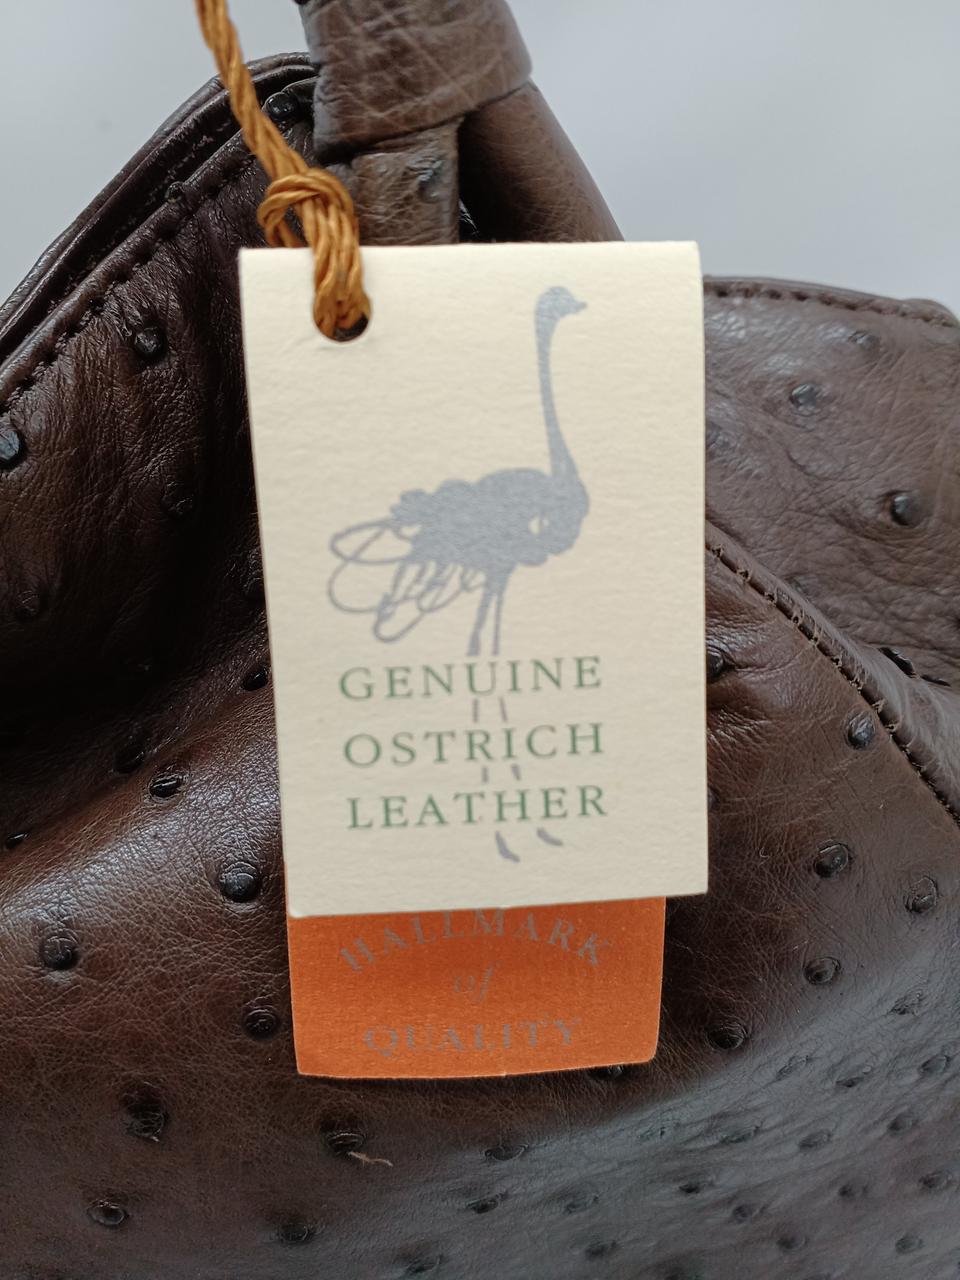 GENUINE
OSTRICH
LEATHER
HALLMARK
of
QUALITY